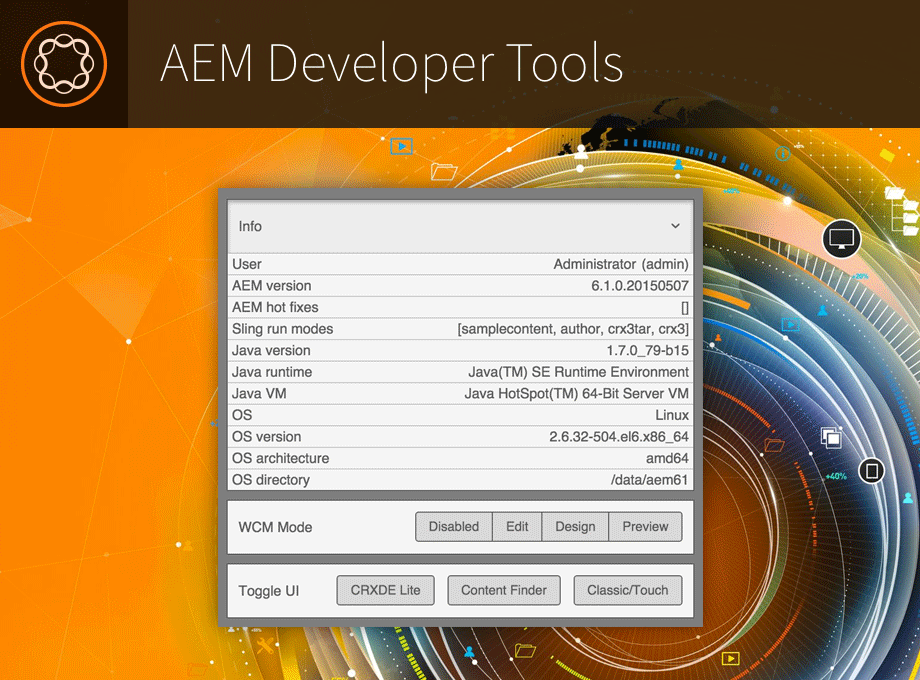 AEM Developer Tools
Info
User Administrator (admin)
AEM version 6.1.0.20150507
AEM hot fixes []
Sling run modes [samplecontent, author, crx3tar, crx3]
Java version 1.7.0_79-b15
Java runtime Java(TM) SE Runtime Environment
Java VM Java HotSpot(TM) 64-Bit Server VM
OS Linux
OS version 2.6.32-504.el6.x86_64
OS architecture amd64
OS directory /data/aem61
WCM Mode Disabled Edit Design Preview
Toggle UI CRXDE Lite Content Finder Classic/Touch
+40%